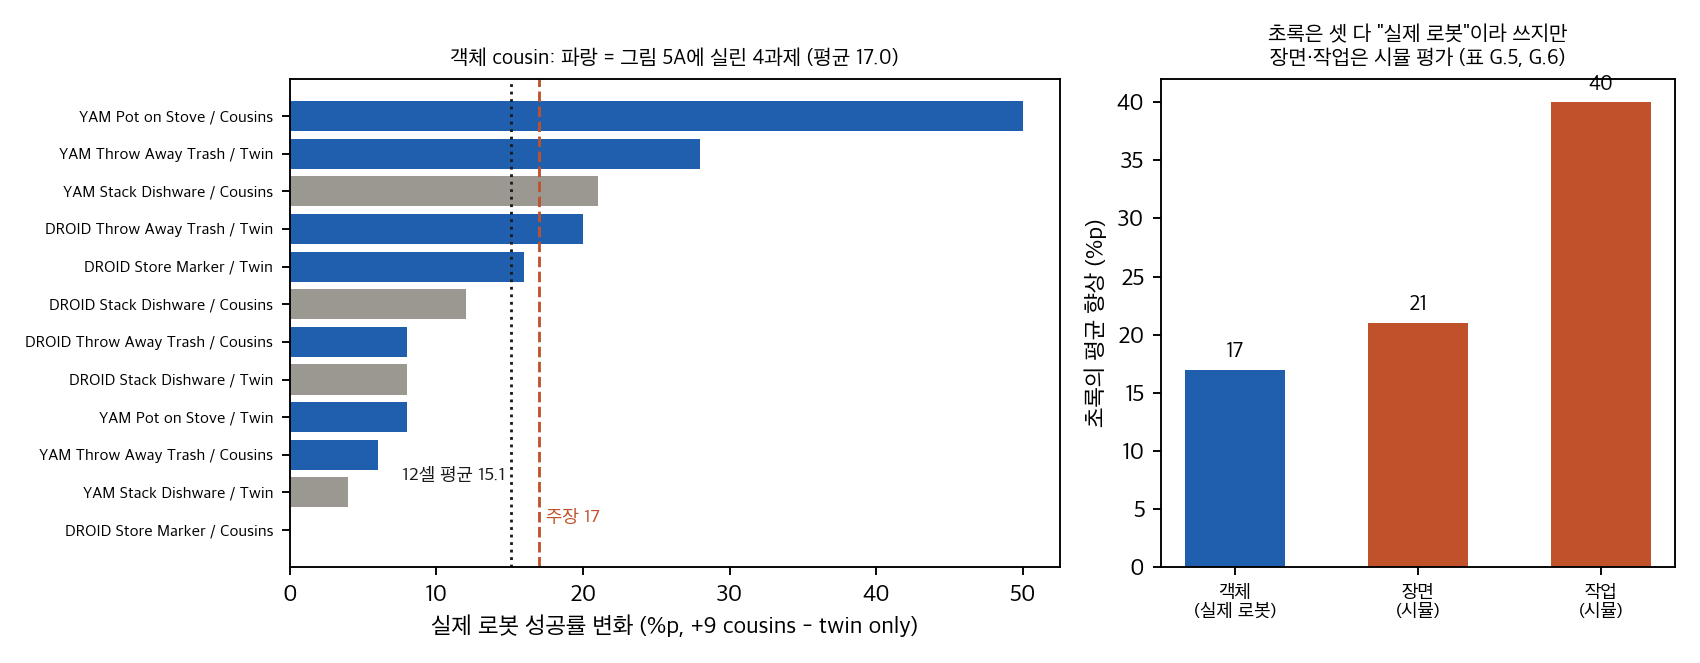 객체 cousin: 파랑 = 그림 5A에 실린 4과제 (평균 17.0)
YAM Pot on Stove / Cousins
YAM Throw Away Trash / Twin
YAM Stack Dishware / Cousins
DROID Throw Away Trash / Twin
DROID Store Marker / Twin
DROID Stack Dishware / Cousins
DROID Throw Away Trash / Cousins
DROID Stack Dishware / Twin
YAM Pot on Stove / Twin
YAM Throw Away Trash / Cousins
YAM Stack Dishware / Twin
DROID Store Marker / Cousins
12셀 평균 15.1
주장 17
0 10 20 30 40 50
실제 로봇 성공률 변화 (%p, +9 cousins - twin only)
초록은 셋 다 "실제 로봇"이라 쓰지만
장면·작업은 시뮬 평가 (표 G.5, G.6)
초록의 평균 향상 (%p)
40
35
30
25
20
15
10
5
0
17
21
40
객체
(실제 로봇)
장면
(시뮬)
작업
(시뮬)